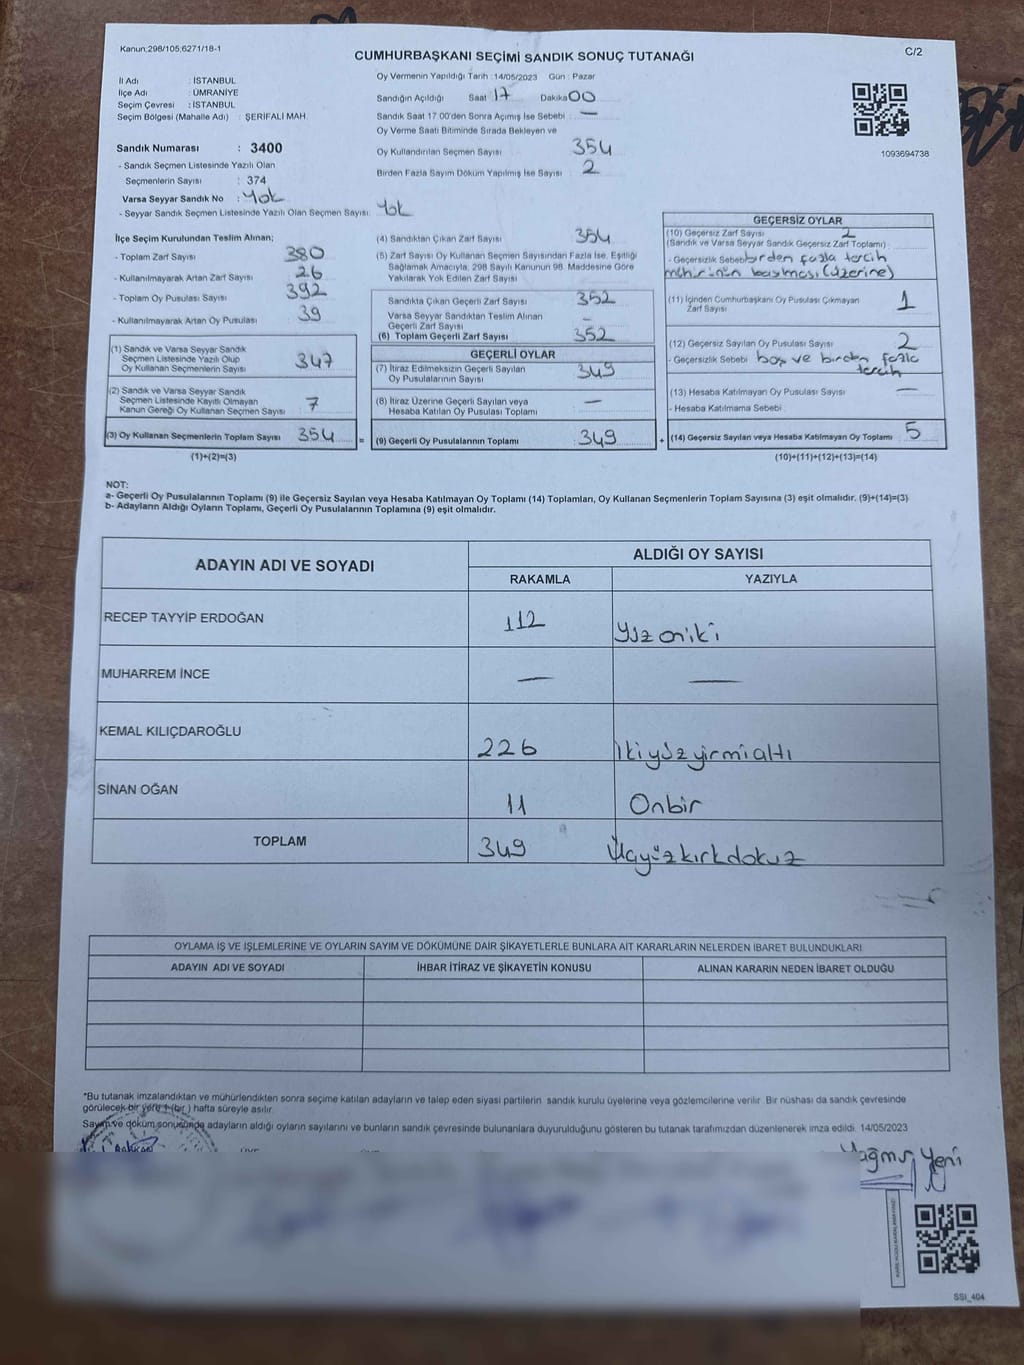 Kanun;298/105;6271/18-1
C/2
CUMHURBAŞKANI SEÇİMİ SANDIK SONUÇ TUTANAĞI
İl Adı : İSTANBUL
İlçe Adı : ÜMRANİYE
Seçim Çevresi : İSTANBUL
Seçim Bölgesi (Mahalle Adı) : ŞERİFALİ MAH.
Sandık Numarası : 3400
- Sandık Seçmen Listesinde Yazılı Olan
Seçmenlerin Sayısı : 374
Varsa Seyyar Sandık No : Yok
- Seyyar Sandık Seçmen Listesinde Yazılı Olan Seçmen Sayısı: Yok
Oy Vermenin Yapıldığı Tarih : 14/05/2023 Gün : Pazar
Sandığın Açıldığı Saat 17 Dakika 00
Sandık Saat 17:00'den Sonra Açılmış İse Sebebi : —
Oy Verme Saati Bitiminde Sırada Bekleyen ve
Oy Kullandırılan Seçmen Sayısı 354
Birden Fazla Sayım Döküm Yapılmış İse Sayısı : 2
1093694738
İlçe Seçim Kurulundan Teslim Alınan;
- Toplam Zarf Sayısı : 380
- Kullanılmayarak Artan Zarf Sayısı : 26
- Toplam Oy Pusulası Sayısı : 392
- Kullanılmayarak Artan Oy Pusulası : 39
(1) Sandık ve Varsa Seyyar Sandık
Seçmen Listesinde Yazılı Olup
Oy Kullanan Seçmenlerin Sayısı : 347
(2) Sandık ve Varsa Seyyar Sandık
Seçmen Listesinde Kayıtlı Olmayan
Kanun Gereği Oy Kullanan Seçmen Sayısı : 7
(3) Oy Kullanan Seçmenlerin Toplam Sayısı : 354
(1)+(2)=(3)
(4) Sandıktan Çıkan Zarf Sayısı : 354
(5) Zarf Sayısı Oy Kullanan Seçmen Sayısından Fazla İse, Eşitliği
Sağlamak Amacıyla, 298 Sayılı Kanunun 98. Maddesine Göre
Yakılarak Yok Edilen Zarf Sayısı :
Sandıkta Çıkan Geçerli Zarf Sayısı : 352
Varsa Seyyar Sandıktan Teslim Alınan
Geçerli Zarf Sayısı : —
(6) Toplam Geçerli Zarf Sayısı : 352
GEÇERLİ OYLAR
(7) İtiraz Edilmeksizin Geçerli Sayılan
Oy Pusulalarının Sayısı : 349
(8) İtiraz Üzerine Geçerli Sayılan veya
Hesaba Katılan Oy Pusulası Toplamı : —
= (9) Geçerli Oy Pusulalarının Toplamı : 349
GEÇERSİZ OYLAR
(10) Geçersiz Zarf Sayısı : 2
(Sandık ve Varsa Seyyar Sandık Geçersiz Zarf Toplamı) :
- Geçersizlik Sebebi : birden fazla tercih
mührünün basması (üzerine)
(11) İçinden Cumhurbaşkanı Oy Pusulası Çıkmayan
Zarf Sayısı : 1
(12) Geçersiz Sayılan Oy Pusulası Sayısı : 2
- Geçersizlik Sebebi : boş ve birden fazla
tercih
(13) Hesaba Katılmayan Oy Pusulası Sayısı : —
- Hesaba Katılmama Sebebi :
+ (14) Geçersiz Sayılan veya Hesaba Katılmayan Oy Toplamı : 5
(10)+(11)+(12)+(13)=(14)
NOT:
a- Geçerli Oy Pusulalarının Toplamı (9) ile Geçersiz Sayılan veya Hesaba Katılmayan Oy Toplamı (14) Toplamları, Oy Kullanan Seçmenlerin Toplam Sayısına (3) eşit olmalıdır. (9)+(14)=(3)
b- Adayların Aldığı Oyların Toplamı, Geçerli Oy Pusulalarının Toplamına (9) eşit olmalıdır.
ADAYIN ADI VE SOYADI
ALDIĞI OY SAYISI
RAKAMLA YAZIYLA
RECEP TAYYİP ERDOĞAN 112 Yüz oniki
MUHARREM İNCE — —
KEMAL KILIÇDAROĞLU 226 İkiyüzyirmialtı
SİNAN OĞAN 11 Onbir
TOPLAM 349 Üçyüzkırkdokuz
OYLAMA İŞ VE İŞLEMLERİNE VE OYLARIN SAYIM VE DÖKÜMÜNE DAİR ŞİKAYETLERLE BUNLARA AİT KARARLARIN NELERDEN İBARET BULUNDUKLARI
ADAYIN ADI VE SOYADI İHBAR İTİRAZ VE ŞİKAYETİN KONUSU ALINAN KARARIN NEDEN İBARET OLDUĞU
*Bu tutanak imzalandıktan ve mühürlendikten sonra seçime katılan adayların ve talep eden siyasi partilerin sandık kurulu üyelerine veya gözlemcilerine verilir. Bir nüshası da sandık çevresinde
görülecek bir yere 1 (bir ) hafta süreyle asılır.
Sayım ve döküm sonusunda adayların aldığı oyların sayılarını ve bunların sandık çevresinde bulunanlara duyurulduğunu gösteren bu tutanak tarafımızdan düzenlenerek imza edildi. 14/05/2023
BAŞKAN
Yağmur Yeni
SSI_404